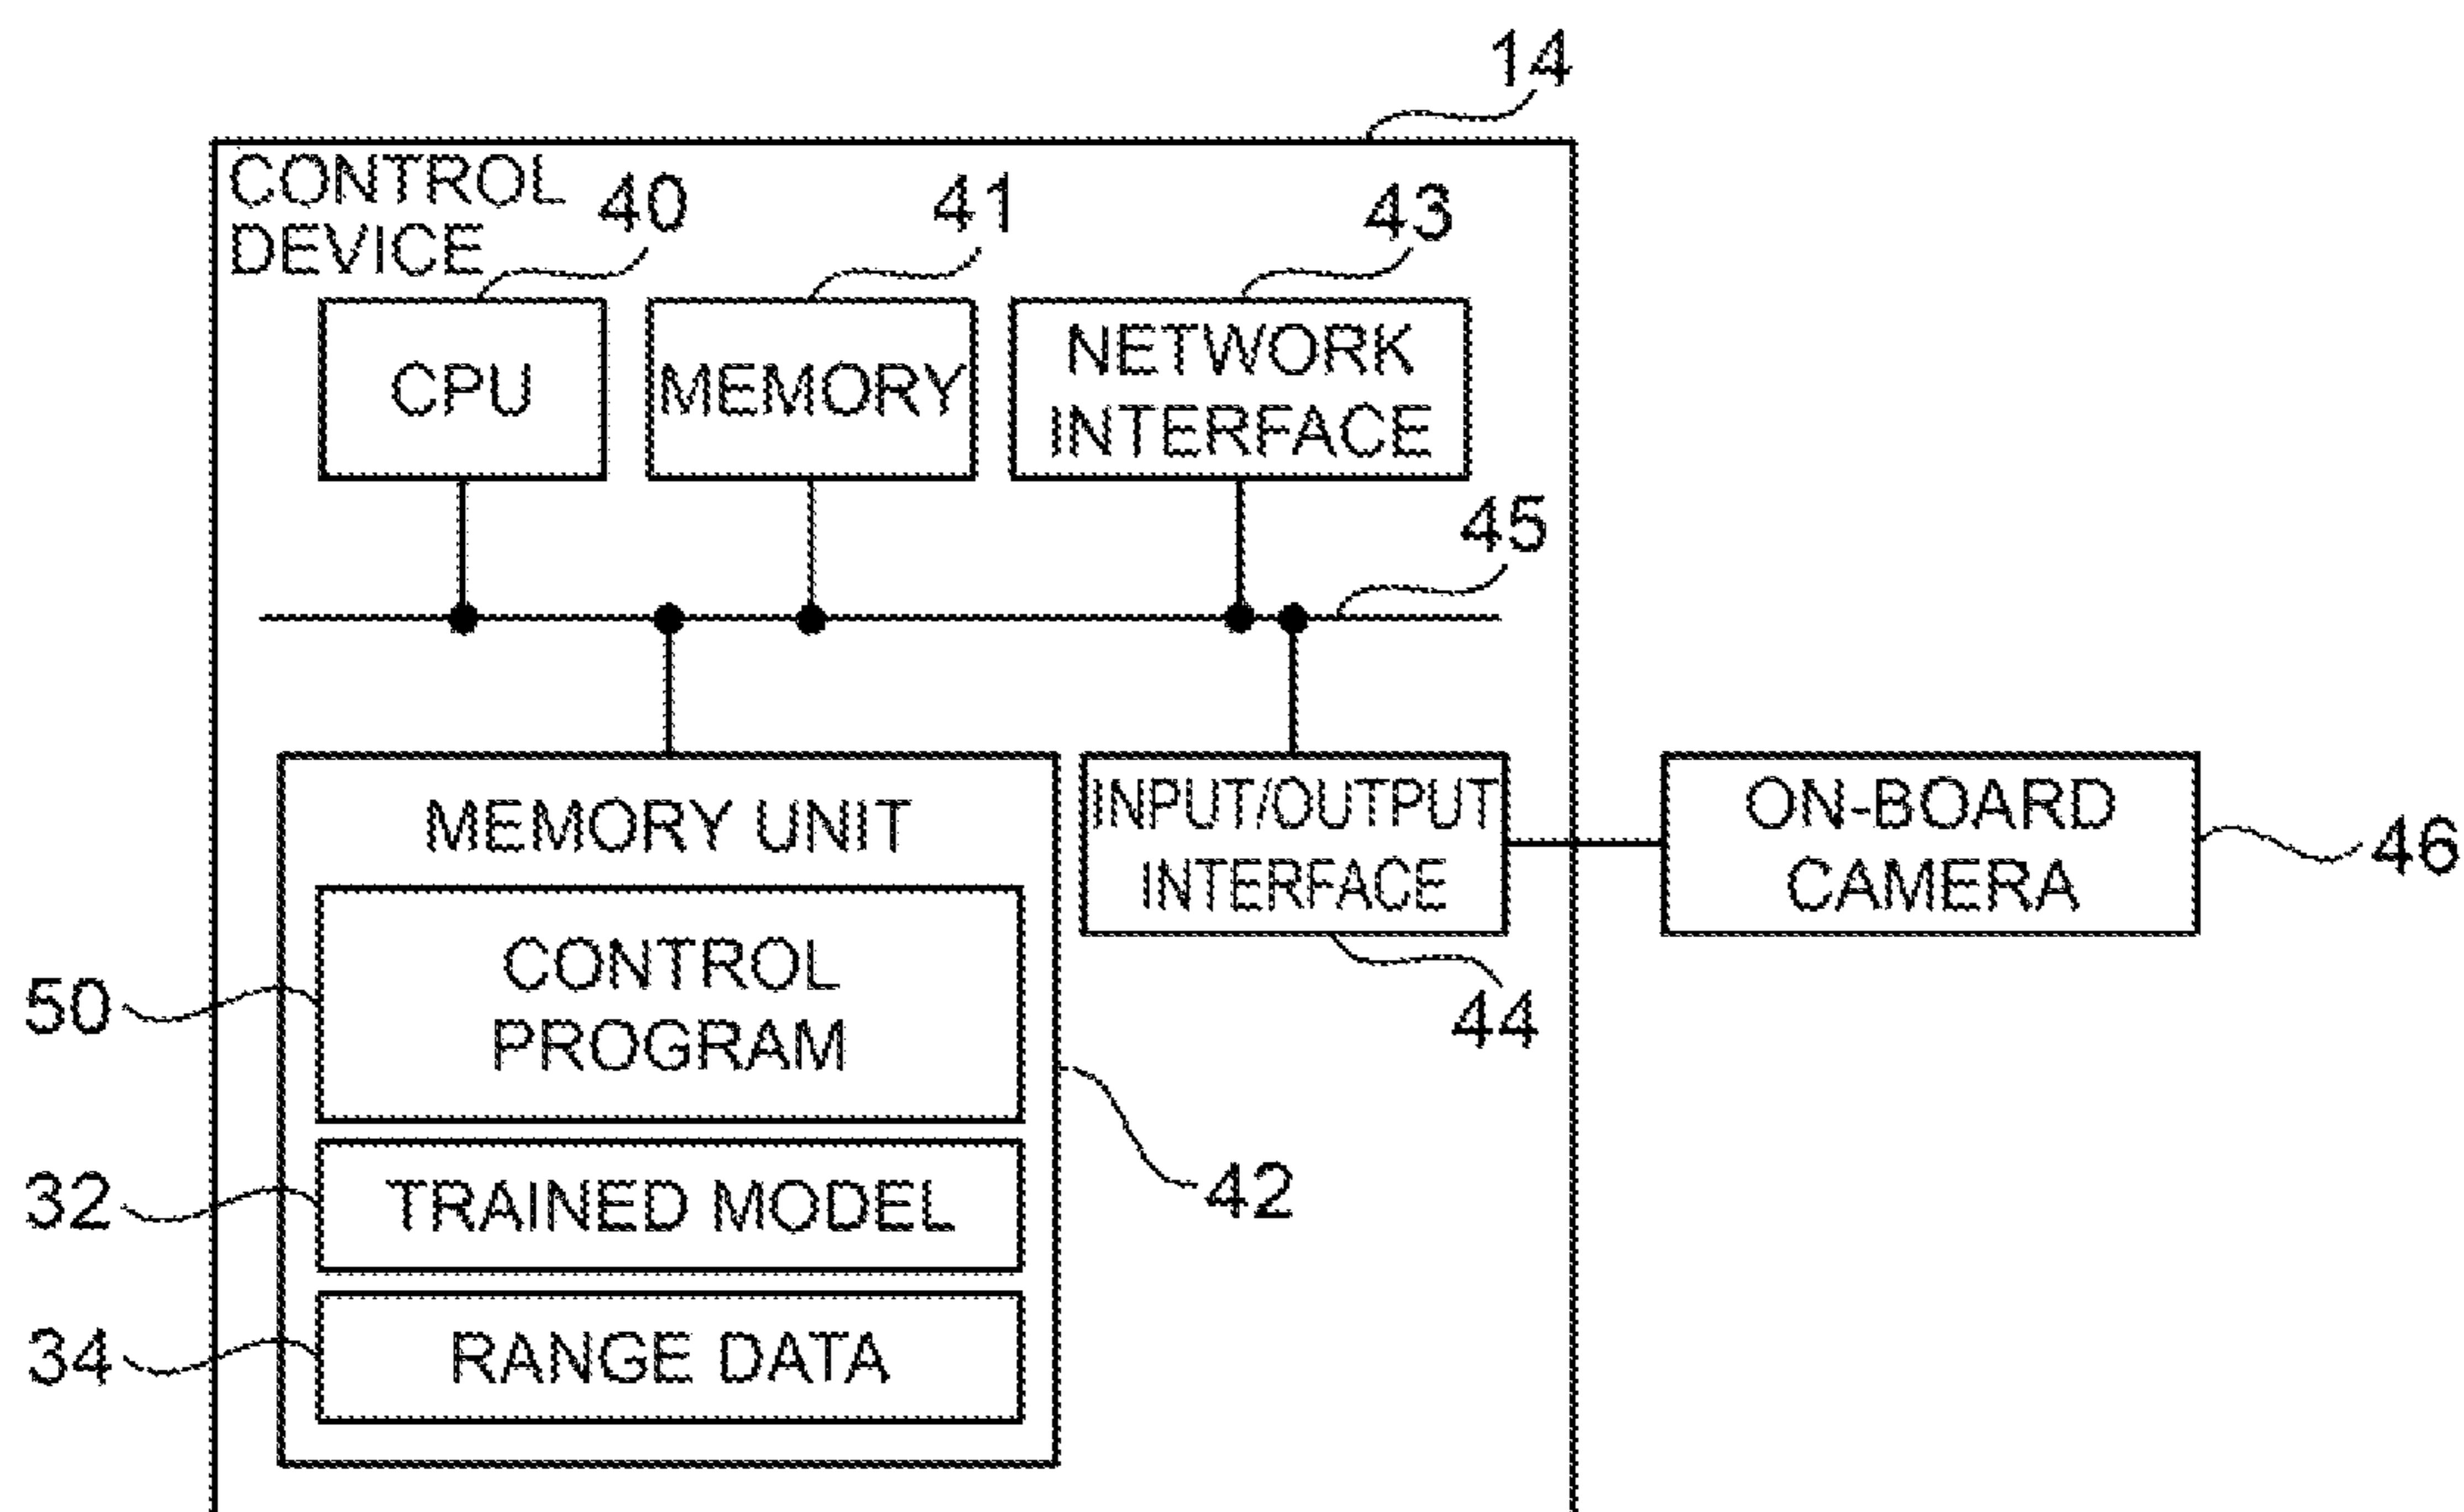 14
CONTROL
DEVICE
40
41
43
CPU
MEMORY
NETWORK
INTERFACE
45
MEMORY UNIT
INPUT/OUTPUT
INTERFACE
ON-BOARD
CAMERA
46
44
50
CONTROL
PROGRAM
42
32
TRAINED MODEL
34
RANGE DATA